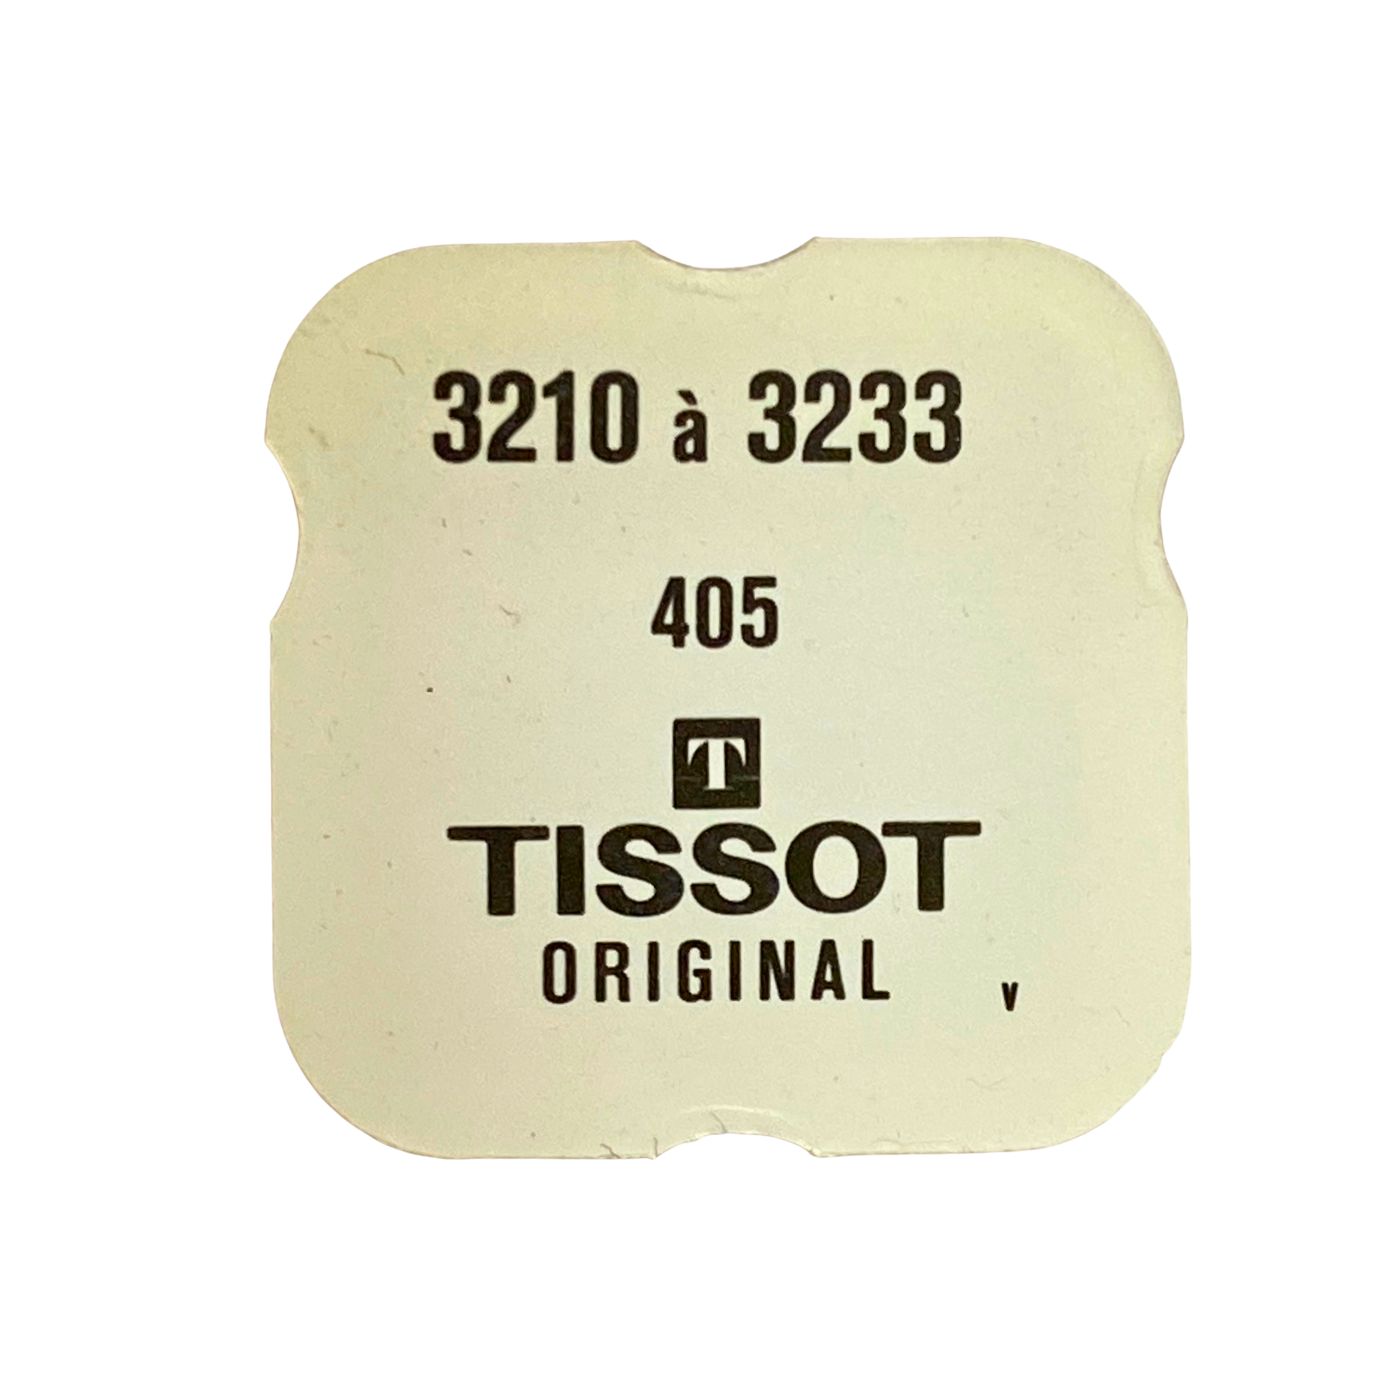 3210 à 3233
405
T
TISSOT
ORIGINAL
v